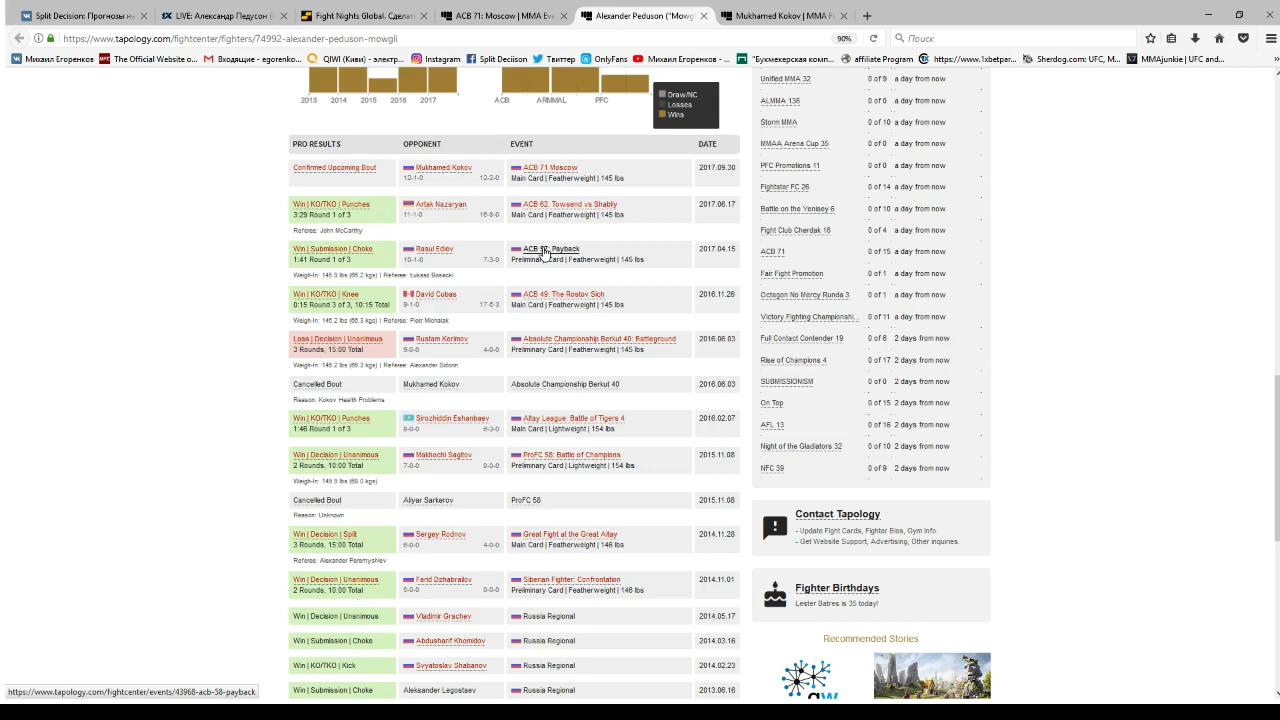 Split Decision: Прогнозы на
LIVE: Александр Педусон (
Fight Nights Global. Сделат
ACB 71: Moscow | MMA Eve
Alexander Peduson ("Mowg
Mukhamed Kokov | MMA Fi
https://www.tapology.com/fightcenter/fighters/74992-alexander-peduson-mowgli
90%
Поиск
Михаил Егоренков - ...
The Official Website o...
Входящие - egorenko...
QIWI (Киви) - электр...
Instagram
Split Decision
Твиттер
OnlyFans
Михаил Егоренков - ...
"Букмекерская комп...
affiliate Program
https://www.1xbetpar...
Sherdog.com: UFC, M...
MMAjunkie | UFC and...
2013 2014 2015 2016 2017
ACB ARMMAL PFC
Draw/NC
Losses
Wins
PRO RESULTS OPPONENT EVENT DATE
Confirmed Upcoming Bout Mukhamed Kokov ACB 71 Moscow 2017.09.30
12-1-0 12-2-0 Main Card | Featherweight | 145 lbs
Win | KO/TKO | Punches Artak Nazaryan ACB 62. Towsend vs Shabliy 2017.06.17
3:29 Round 1 of 3 11-1-0 16-8-0 Main Card | Featherweight | 145 lbs
Referee: John McCarthy
Win | Submission | Choke Rasul Ediev ACB Payback 2017.04.15
1:41 Round 1 of 3 10-1-0 7-3-0 Preliminary Card | Featherweight | 145 lbs
Weigh-In: 145.9 lbs (66.2 kgs) | Referee: Łukasz Bosacki
Win | KO/TKO | Knee David Cubas ACB 49: The Rostov Sich 2016.11.26
0:15 Round 3 of 3, 10:15 Total 9-1-0 17-5-3 Main Card | Featherweight | 145 lbs
Weigh-In: 146.2 lbs (66.3 kgs) | Referee: Piotr Michalak
Loss | Decision | Unanimous Rustam Kerimov Absolute Championship Berkut 40: Battleground 2016.06.03
3 Rounds, 15:00 Total 9-0-0 4-0-0 Preliminary Card | Featherweight | 145 lbs
Weigh-In: 146.2 lbs (66.3 kgs) | Referee: Alexander Sidorin
Cancelled Bout Mukhamed Kokov Absolute Championship Berkut 40 2016.06.03
Reason: Kokov Health Problems
Win | KO/TKO | Punches Sirozhiddin Eshanbaev Altay League Battle of Tigers 4 2016.02.07
1:46 Round 1 of 3 8-0-0 6-3-0 Main Card | Lightweight | 154 lbs
Win | Decision | Unanimous Makhochi Sagitov ProFC 58: Battle of Champions 2015.11.08
2 Rounds, 10:00 Total 7-0-0 0-0-0 Preliminary Card | Lightweight | 154 lbs
Weigh-In: 149.9 lbs (68.0 kgs)
Cancelled Bout Aliyar Sarkerov ProFC 58 2015.11.08
Reason: Unknown
Win | Decision | Split Sergey Rodnov Great Fight at the Great Altay 2014.11.28
3 Rounds, 15:00 Total 6-0-0 4-0-0 Main Card | Featherweight | 146 lbs
Referee: Alexander Peremyshlev
Win | Decision | Unanimous Farid Dzhabrailov Siberian Fighter: Confrontation 2014.11.01
2 Rounds, 10:00 Total 5-0-0 0-0-0 Main Card | Featherweight | 146 lbs
Win | Decision | Unanimous Vladimir Grachev Russia Regional 2014.05.17
Win | Submission | Choke Abdusharif Khomidov Russia Regional 2014.03.16
Win | KO/TKO | Kick Svyatoslav Shabanov Russia Regional 2014.02.23
Win | Submission | Choke Aleksander Legostaev Russia Regional 2013.06.16
Unified MMA 32 0 of 9 a day from now
ALMMA 136 0 of 0 a day from now
Storm MMA 0 of 10 a day from now
MMAA Arena Cup 35 0 of 0 a day from now
PFC Promotions 11 0 of 0 a day from now
Fightstar FC 26 0 of 14 a day from now
Battle on the Yenisey 6 0 of 10 a day from now
Fight Club Cherdak 16 0 of 4 a day from now
ACB 71 0 of 11 a day from now
Fair Fight Promotion 0 of 1 a day from now
Octagon No Mercy Runda 3 0 of 1 a day from now
Victory Fighting Championshi... 0 of 11 a day from now
Full Contact Contender 19 0 of 6 a day from now
Rise of Champions 4 0 of 17 a day from now
SUBMISSIONISM 0 of 0 2 days from now
On Top 0 of 15 2 days from now
AFL 13 0 of 16 2 days from now
Night of the Gladiators 32 0 of 10 2 days from now
NFC 39 0 of 9 2 days from now
Contact Tapology
- Update Fight Cards, Fighter Bios, Gym Info.
- Get Website Support, Advertising, Other inquiries.
Fighter Birthdays
Lester Batres is 35 today!
Recommended Stories
aw
https://www.tapology.com/fightcenter/events/43968-acb-58-payback